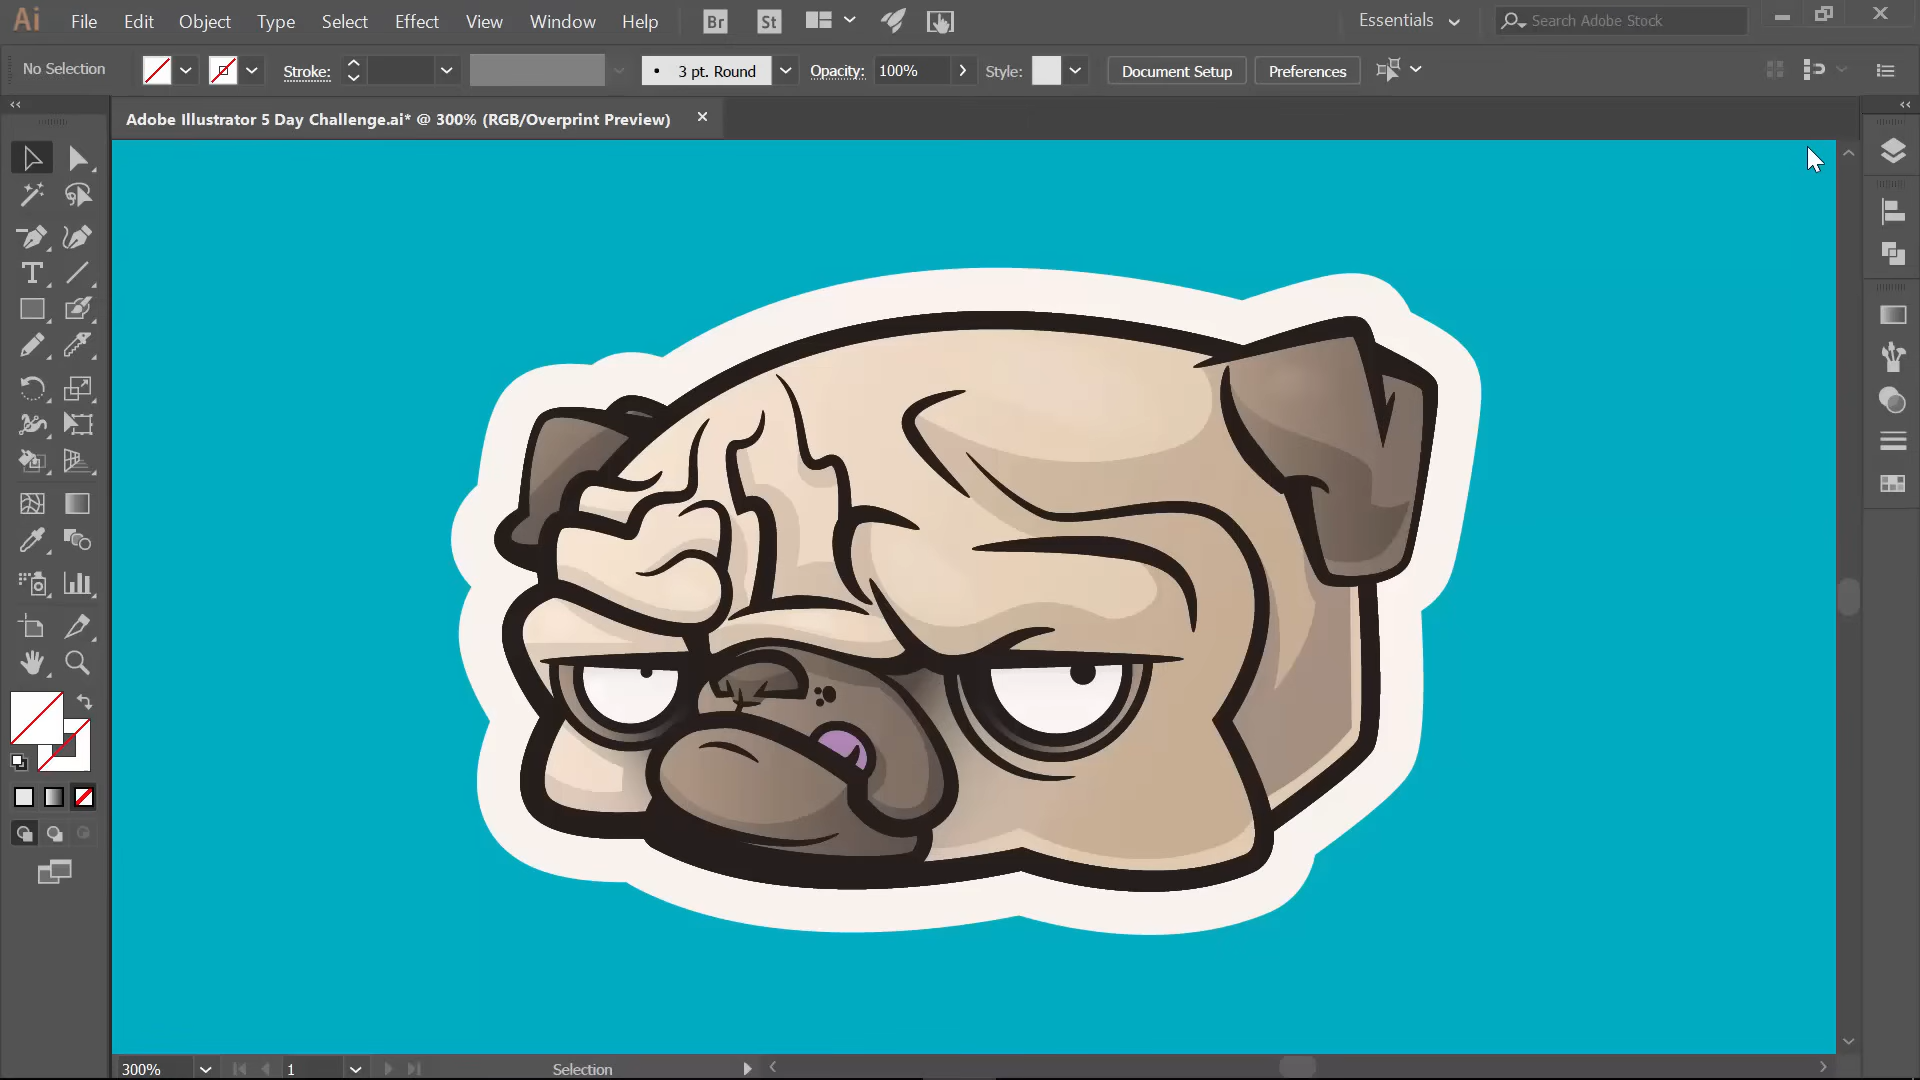 Ai File Edit Object Type Select Effect View Window Help Br St Essentials Search Adobe Stock
No Selection Stroke: 3 pt. Round Opacity: 100% Style: Document Setup Preferences
Adobe Illustrator 5 Day Challenge.ai* @ 300% (RGB/Overprint Preview)
300% 1 Selection